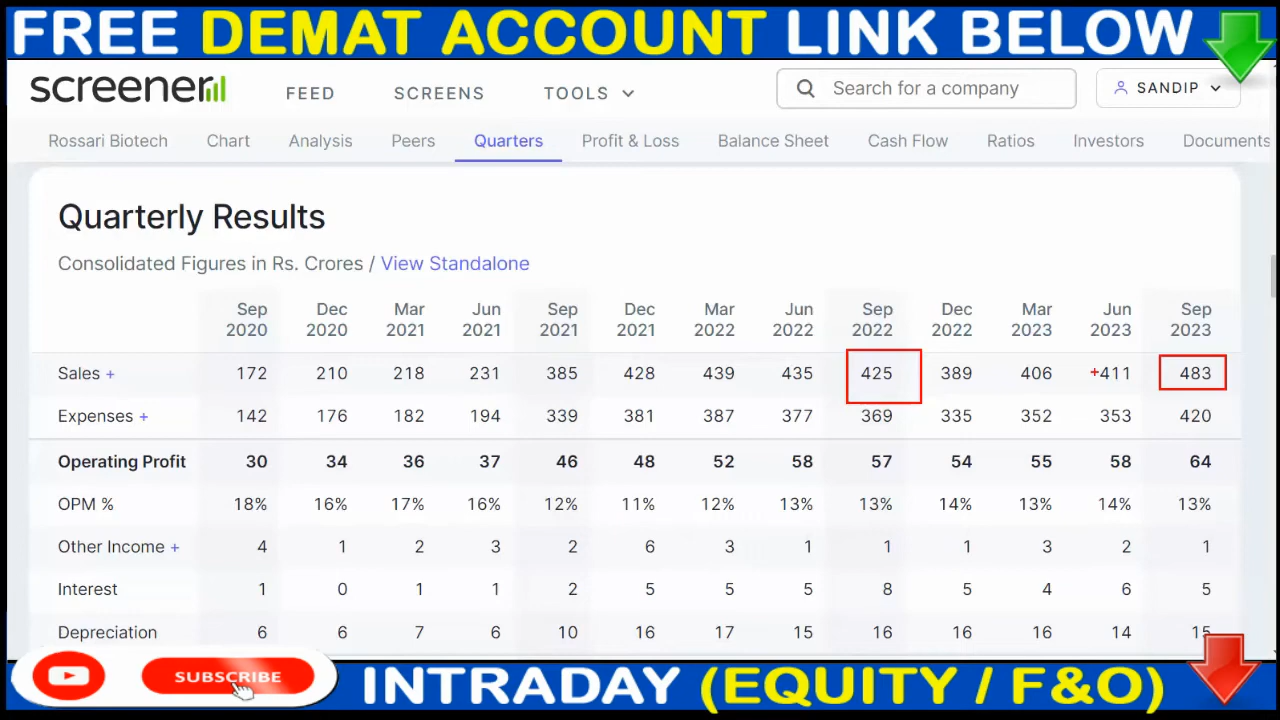 FREE DEMAT ACCOUNT LINK BELOW
screener FEED SCREENS TOOLS Search for a company SANDIP
Rossari Biotech Chart Analysis Peers Quarters Profit & Loss Balance Sheet Cash Flow Ratios Investors Documents
Quarterly Results
Consolidated Figures in Rs. Crores / View Standalone
Sep Dec Mar Jun Sep Dec Mar Jun Sep Dec Mar Jun Sep
2020 2020 2021 2021 2021 2021 2022 2022 2022 2022 2023 2023 2023
Sales + 172 210 218 231 385 428 439 435 425 389 406 +411 483
Expenses + 142 176 182 194 339 381 387 377 369 335 352 353 420
Operating Profit 30 34 36 37 46 48 52 58 57 54 55 58 64
OPM % 18% 16% 17% 16% 12% 11% 12% 13% 13% 14% 13% 14% 13%
Other Income + 4 1 2 3 2 6 3 1 1 1 3 2 1
Interest 1 0 1 1 2 5 5 5 8 5 4 6 5
Depreciation 6 6 7 6 10 16 17 15 16 16 16 14 15
SUBSCRIBE
INTRADAY (EQUITY / F&O)